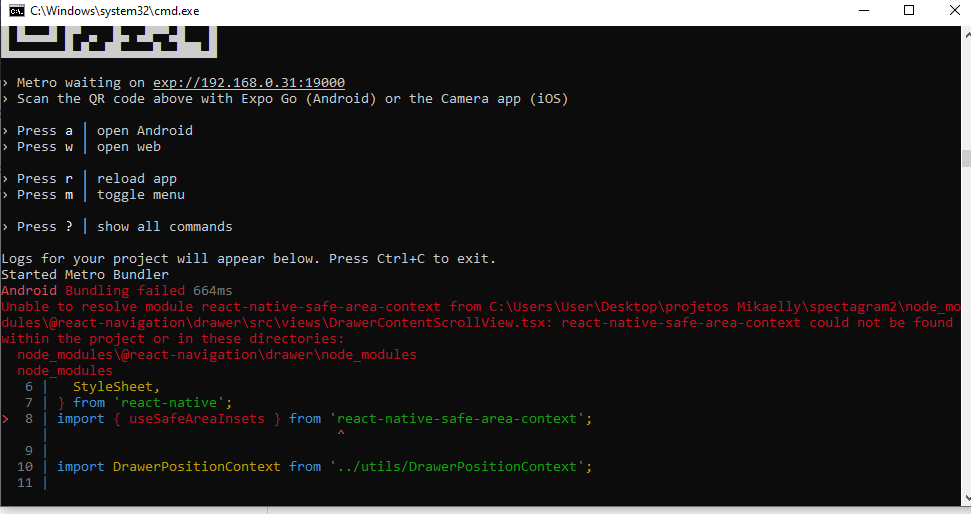 C:\Windows\system32\cmd.exe
› Metro waiting on exp://192.168.0.31:19000
› Scan the QR code above with Expo Go (Android) or the Camera app (iOS)
› Press a │ open Android
› Press w │ open web
› Press r │ reload app
› Press m │ toggle menu
› Press ? │ show all commands
Logs for your project will appear below. Press Ctrl+C to exit.
Started Metro Bundler
Android Bundling failed 664ms
Unable to resolve module react-native-safe-area-context from C:\Users\User\Desktop\projetos Mikaelly\spectagram2\node_mo
dules\@react-navigation\drawer\src\views\DrawerContentScrollView.tsx: react-native-safe-area-context could not be found
within the project or in these directories:
  node_modules\@react-navigation\drawer\node_modules
  node_modules
   6 |   StyleSheet,
   7 | } from 'react-native';
>  8 | import { useSafeAreaInsets } from 'react-native-safe-area-context';
     |                                    ^
   9 |
  10 | import DrawerPositionContext from '../utils/DrawerPositionContext';
  11 |